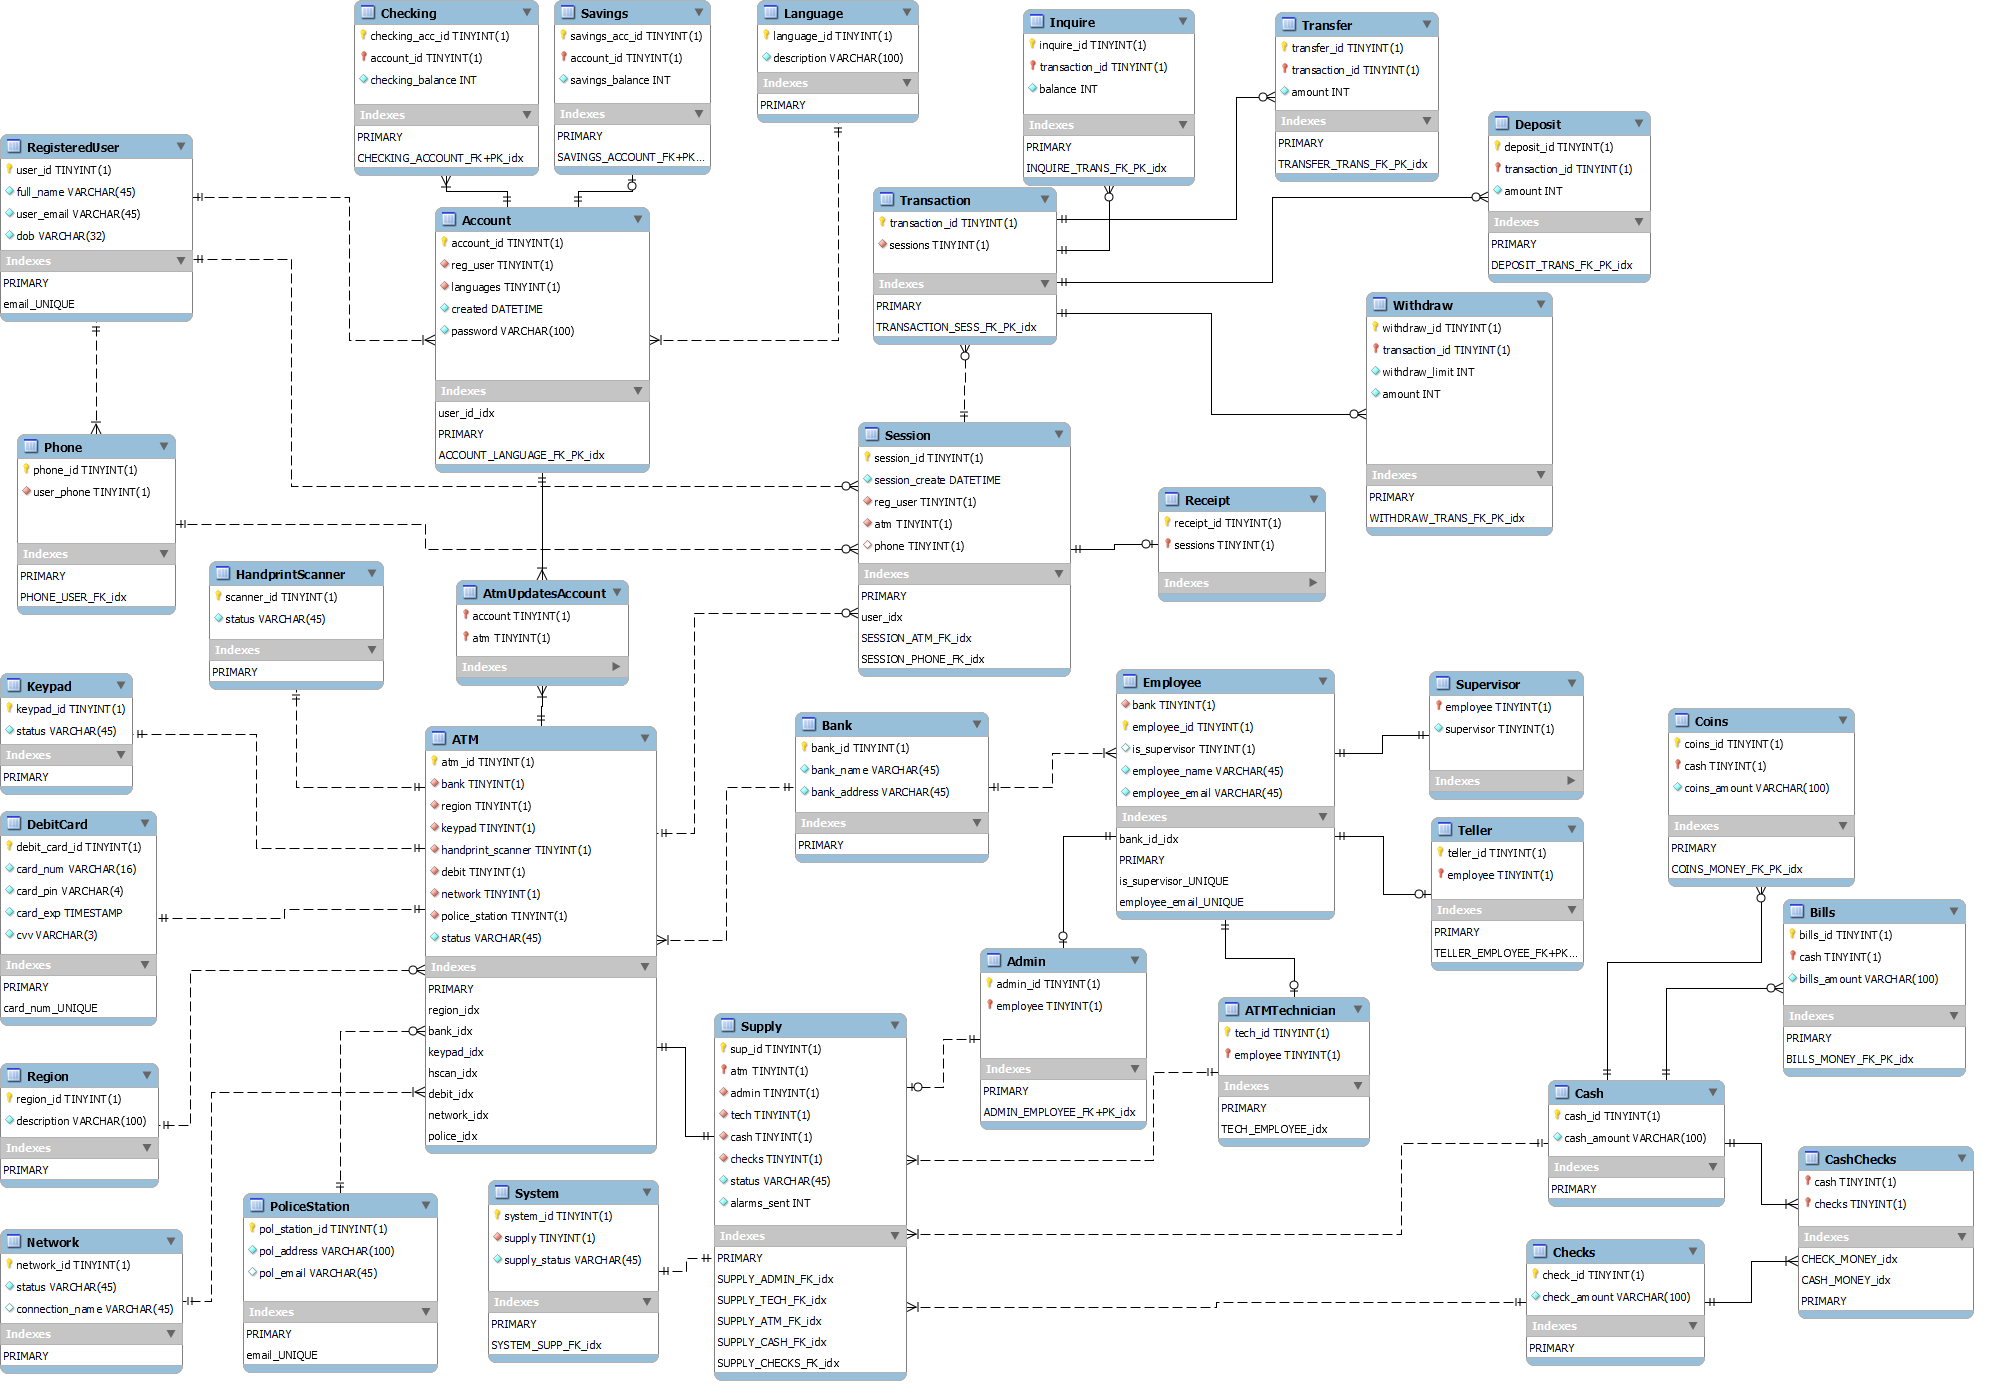 Checking
checking_acc_id TINYINT(1)
account_id TINYINT(1)
checking_balance INT
Indexes
PRIMARY
CHECKING_ACCOUNT_FK+PK_idx
Savings
savings_acc_id TINYINT(1)
account_id TINYINT(1)
savings_balance INT
Indexes
PRIMARY
SAVINGS_ACCOUNT_FK+PK...
Language
language_id TINYINT(1)
description VARCHAR(100)
Indexes
PRIMARY
Inquire
inquire_id TINYINT(1)
transaction_id TINYINT(1)
balance INT
Indexes
PRIMARY
INQUIRE_TRANS_FK_PK_idx
Transfer
transfer_id TINYINT(1)
transaction_id TINYINT(1)
amount INT
Indexes
PRIMARY
TRANSFER_TRANS_FK_PK_idx
Deposit
deposit_id TINYINT(1)
transaction_id TINYINT(1)
amount INT
Indexes
PRIMARY
DEPOSIT_TRANS_FK_PK_idx
RegisteredUser
user_id TINYINT(1)
full_name VARCHAR(45)
user_email VARCHAR(45)
dob VARCHAR(32)
Indexes
PRIMARY
email_UNIQUE
Account
account_id TINYINT(1)
reg_user TINYINT(1)
languages TINYINT(1)
created DATETIME
password VARCHAR(100)
Indexes
user_id_idx
PRIMARY
ACCOUNT_LANGUAGE_FK_PK_idx
Transaction
transaction_id TINYINT(1)
sessions TINYINT(1)
Indexes
PRIMARY
TRANSACTION_SESS_FK_PK_idx
Withdraw
withdraw_id TINYINT(1)
transaction_id TINYINT(1)
withdraw_limit INT
amount INT
Indexes
PRIMARY
WITHDRAW_TRANS_FK_PK_idx
Phone
phone_id TINYINT(1)
user_phone TINYINT(1)
Indexes
PRIMARY
PHONE_USER_FK_idx
Session
session_id TINYINT(1)
session_create DATETIME
reg_user TINYINT(1)
atm TINYINT(1)
phone TINYINT(1)
Indexes
PRIMARY
user_idx
SESSION_ATM_FK_idx
SESSION_PHONE_FK_idx
Receipt
receipt_id TINYINT(1)
sessions TINYINT(1)
Indexes
HandprintScanner
scanner_id TINYINT(1)
status VARCHAR(45)
Indexes
PRIMARY
AtmUpdatesAccount
account TINYINT(1)
atm TINYINT(1)
Indexes
Keypad
keypad_id TINYINT(1)
status VARCHAR(45)
Indexes
PRIMARY
ATM
atm_id TINYINT(1)
bank TINYINT(1)
region TINYINT(1)
keypad TINYINT(1)
handprint_scanner TINYINT(1)
debit TINYINT(1)
network TINYINT(1)
police_station TINYINT(1)
status VARCHAR(45)
Indexes
PRIMARY
region_idx
bank_idx
keypad_idx
hscan_idx
debit_idx
network_idx
police_idx
Bank
bank_id TINYINT(1)
bank_name VARCHAR(45)
bank_address VARCHAR(45)
Indexes
PRIMARY
Employee
bank TINYINT(1)
employee_id TINYINT(1)
is_supervisor TINYINT(1)
employee_name VARCHAR(45)
employee_email VARCHAR(45)
Indexes
bank_id_idx
PRIMARY
is_supervisor_UNIQUE
employee_email_UNIQUE
Supervisor
employee TINYINT(1)
supervisor TINYINT(1)
Indexes
Coins
coins_id TINYINT(1)
cash TINYINT(1)
coins_amount VARCHAR(100)
Indexes
PRIMARY
COINS_MONEY_FK_PK_idx
DebitCard
debit_card_id TINYINT(1)
card_num VARCHAR(16)
card_pin VARCHAR(4)
card_exp TIMESTAMP
cvv VARCHAR(3)
Indexes
PRIMARY
card_num_UNIQUE
Teller
teller_id TINYINT(1)
employee TINYINT(1)
Indexes
PRIMARY
TELLER_EMPLOYEE_FK+PK...
Bills
bills_id TINYINT(1)
cash TINYINT(1)
bills_amount VARCHAR(100)
Indexes
PRIMARY
BILLS_MONEY_FK_PK_idx
Admin
admin_id TINYINT(1)
employee TINYINT(1)
Indexes
PRIMARY
ADMIN_EMPLOYEE_FK+PK_idx
ATMTechnician
tech_id TINYINT(1)
employee TINYINT(1)
Indexes
PRIMARY
TECH_EMPLOYEE_idx
Supply
sup_id TINYINT(1)
atm TINYINT(1)
admin TINYINT(1)
tech TINYINT(1)
cash TINYINT(1)
checks TINYINT(1)
status VARCHAR(45)
alarms_sent INT
Indexes
PRIMARY
SUPPLY_ADMIN_FK_idx
SUPPLY_TECH_FK_idx
SUPPLY_ATM_FK_idx
SUPPLY_CASH_FK_idx
SUPPLY_CHECKS_FK_idx
Region
region_id TINYINT(1)
description VARCHAR(100)
Indexes
PRIMARY
Cash
cash_id TINYINT(1)
cash_amount VARCHAR(100)
Indexes
PRIMARY
CashChecks
cash TINYINT(1)
checks TINYINT(1)
Indexes
CHECK_MONEY_idx
CASH_MONEY_idx
PRIMARY
PoliceStation
pol_station_id TINYINT(1)
pol_address VARCHAR(100)
pol_email VARCHAR(45)
Indexes
PRIMARY
email_UNIQUE
System
system_id TINYINT(1)
supply TINYINT(1)
supply_status VARCHAR(45)
Indexes
PRIMARY
SYSTEM_SUPP_FK_idx
Network
network_id TINYINT(1)
status VARCHAR(45)
connection_name VARCHAR(45)
Indexes
PRIMARY
Checks
check_id TINYINT(1)
check_amount VARCHAR(100)
Indexes
PRIMARY